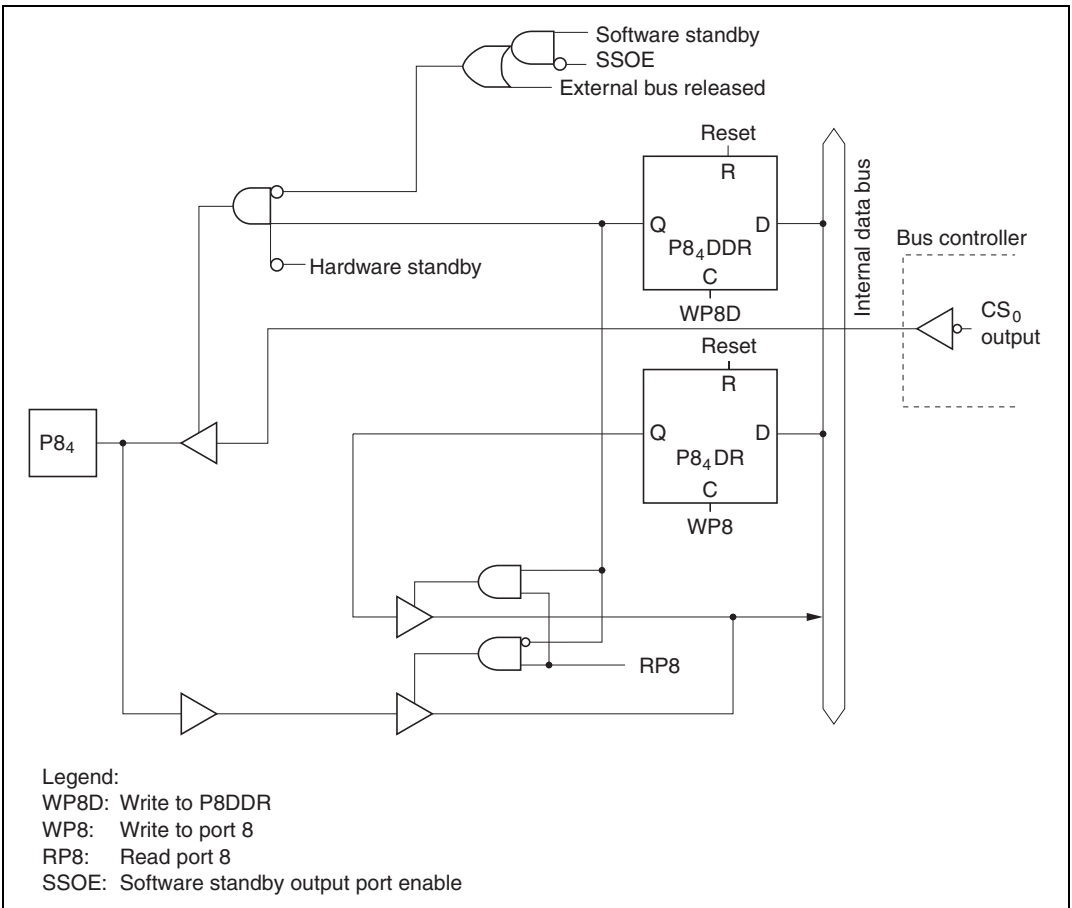 Software standby
SSOE
External bus released
Reset
R
Q
D
P8₄DDR
C
WP8D
Internal data bus
Bus controller
Hardware standby
CS₀
output
Reset
R
Q
D
P8₄DR
C
WP8
P8₄
RP8
Legend:
WP8D: Write to P8DDR
WP8: Write to port 8
RP8: Read port 8
SSOE: Software standby output port enable